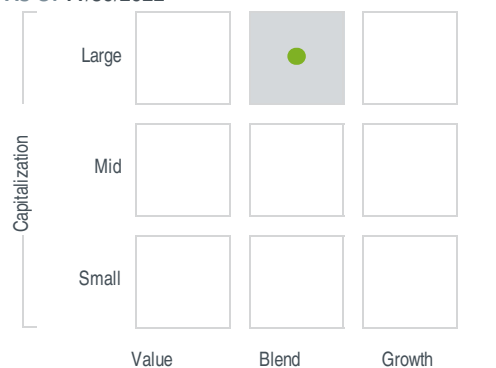 Large
Capitalization
Mid
Small
Value Blend Growth